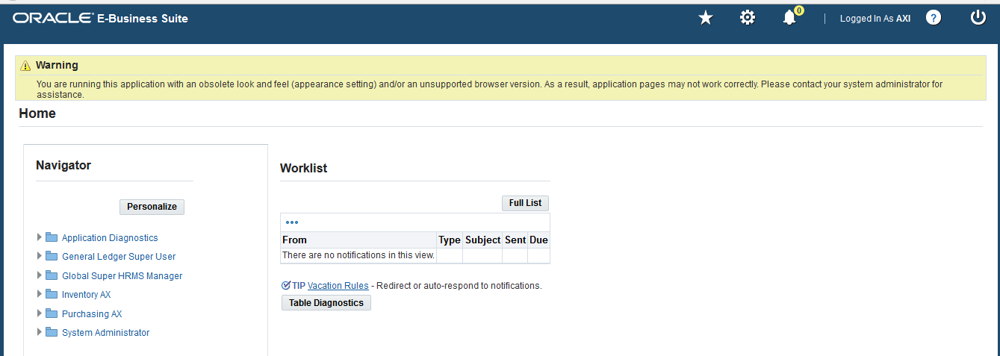 ORACLE E-Business Suite
0
Logged In As AXI
?
Warning
You are running this application with an obsolete look and feel (appearance setting) and/or an unsupported browser version. As a result, application pages may not work correctly. Please contact your system administrator for
assistance.
Home
Navigator
Personalize
Application Diagnostics
General Ledger Super User
Global Super HRMS Manager
Inventory AX
Purchasing AX
System Administrator
Worklist
Full List
From Type Subject Sent Due
There are no notifications in this view.
TIP Vacation Rules - Redirect or auto-respond to notifications.
Table Diagnostics